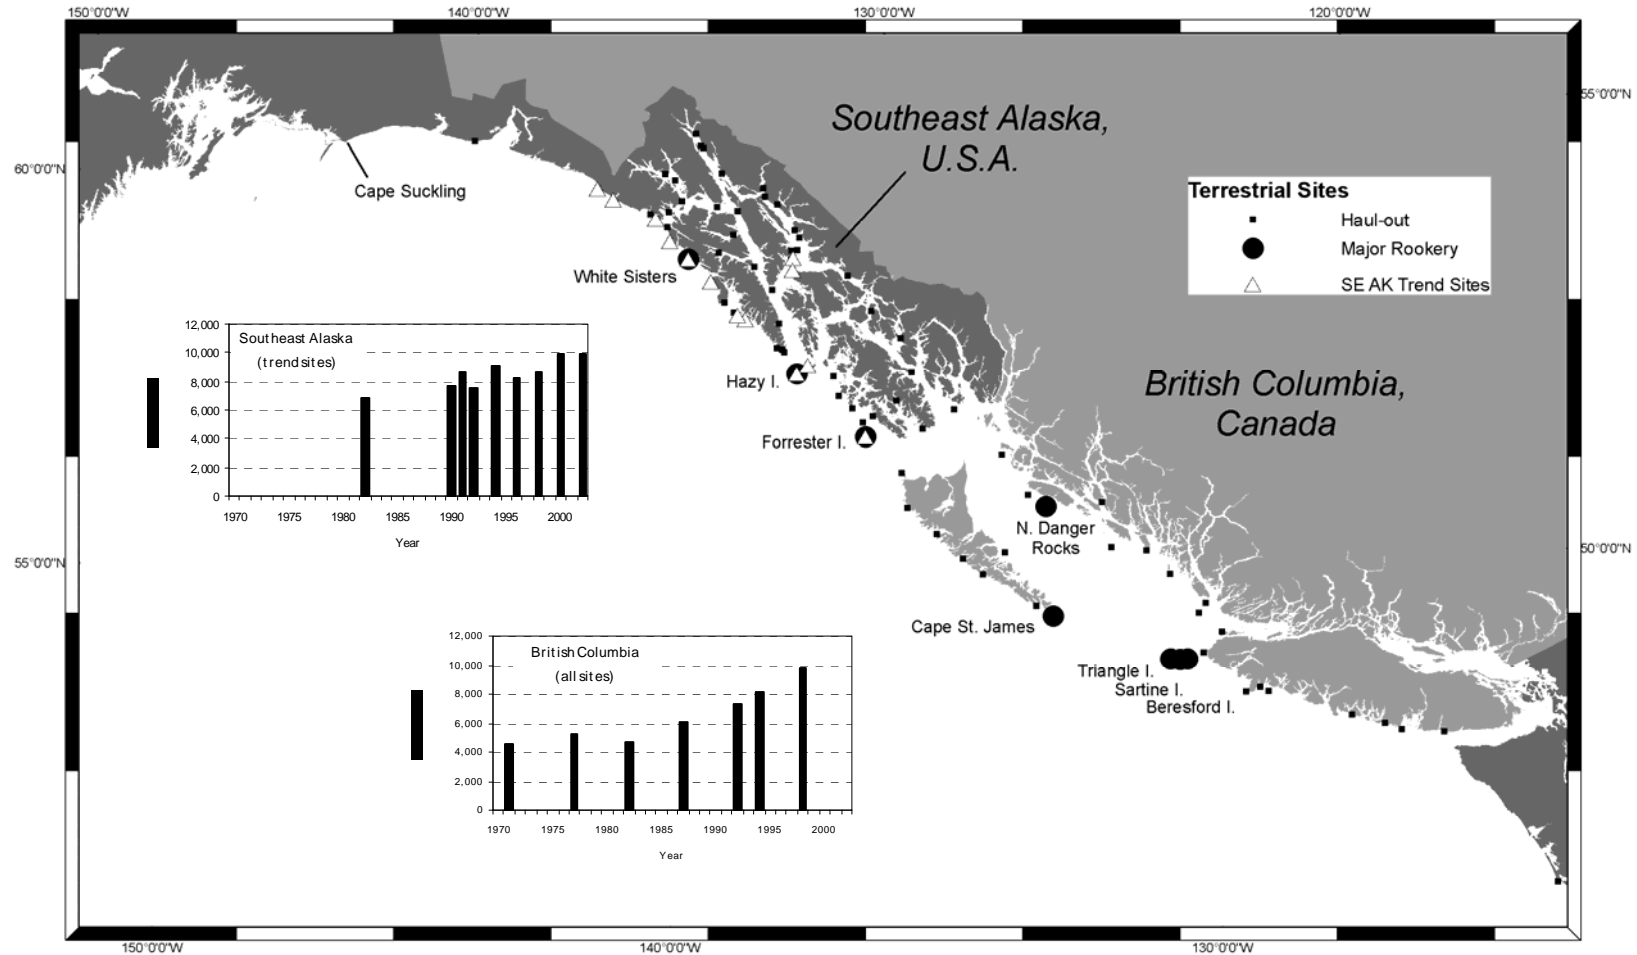 150°0'0"W 140°0'0"W 130°0'0"W 120°0'0"W
55°0'0"N
60°0'0"N
Southeast Alaska,
U.S.A.
Cape Suckling
Terrestrial Sites
Haul-out
Major Rookery
SE AK Trend Sites
White Sisters
Hazy I.
Forrester I.
British Columbia,
Canada
12,000
10,000
8,000
6,000
4,000
2,000
0
Southeast Alaska
(trend sites)
1970 1975 1980 1985 1990 1995 2000
Year
N. Danger
Rocks
50°0'0"N
55°0'0"N
Cape St. James
Triangle I.
Sartine I.
Beresford I.
12,000
10,000
8,000
6,000
4,000
2,000
0
British Columbia
(all sites)
1970 1975 1980 1985 1990 1995 2000
Year
150°0'0"W 140°0'0"W 130°0'0"W